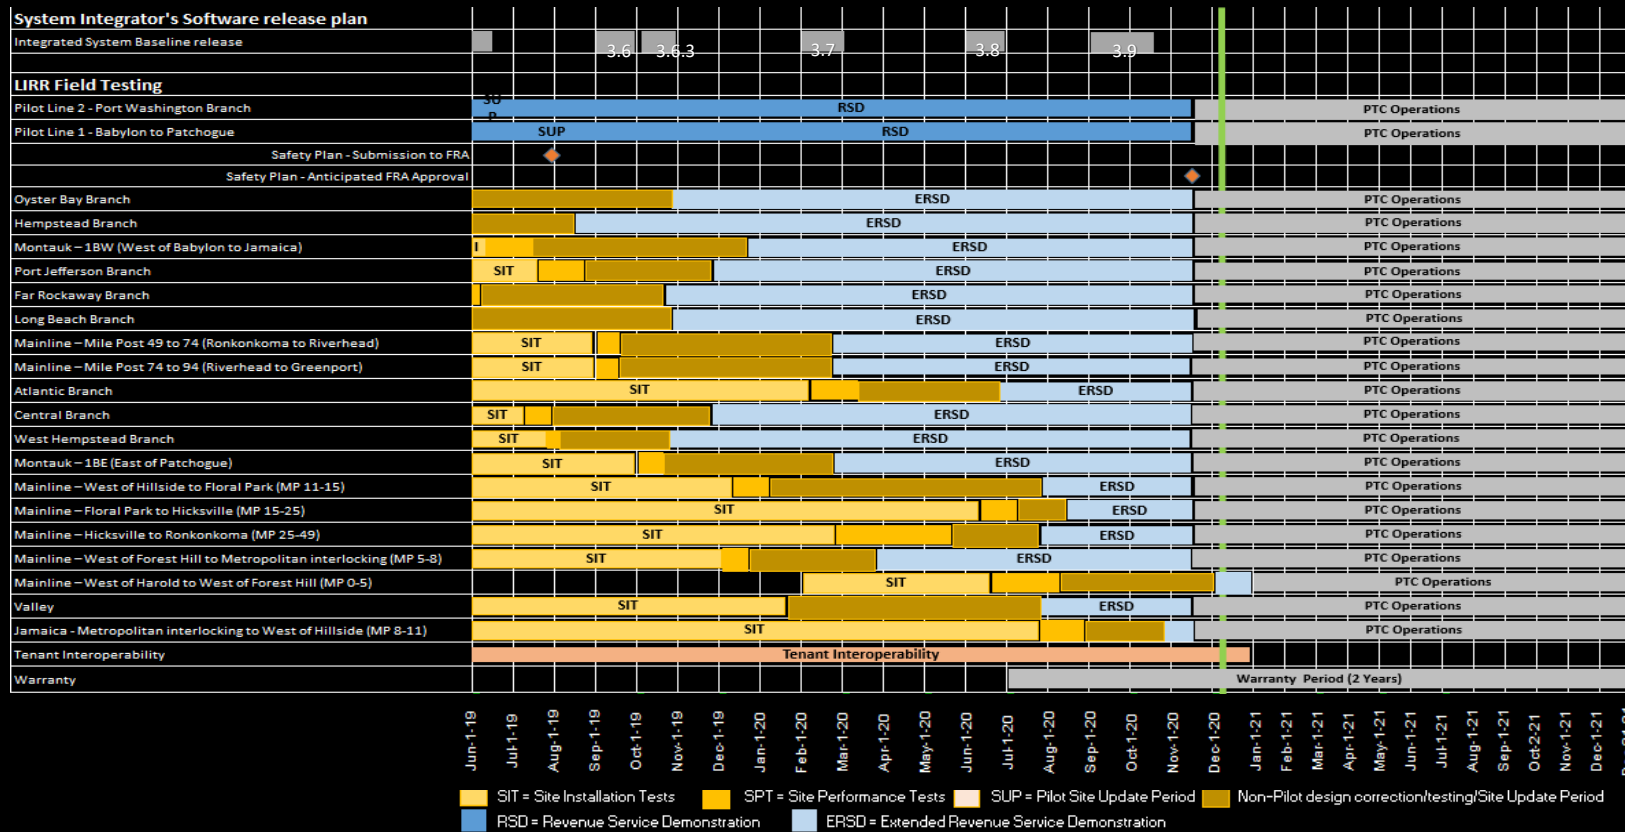 System Integrator's Software release plan
Integrated System Baseline release
3.6 3.6.3 3.7 3.8 3.9
LIRR Field Testing
Pilot Line 2 - Port Washington Branch SUP RSD PTC Operations
Pilot Line 1 - Babylon to Patchogue SUP RSD PTC Operations
Safety Plan - Submission to FRA
Safety Plan - Anticipated FRA Approval
Oyster Bay Branch ERSD PTC Operations
Hempstead Branch ERSD PTC Operations
Montauk – 1BW (West of Babylon to Jamaica) I ERSD PTC Operations
Port Jefferson Branch SIT ERSD PTC Operations
Far Rockaway Branch ERSD PTC Operations
Long Beach Branch ERSD PTC Operations
Mainline – Mile Post 49 to 74 (Ronkonkoma to Riverhead) SIT ERSD PTC Operations
Mainline – Mile Post 74 to 94 (Riverhead to Greenport) SIT ERSD PTC Operations
Atlantic Branch SIT ERSD PTC Operations
Central Branch SIT ERSD PTC Operations
West Hempstead Branch SIT ERSD PTC Operations
Montauk – 1BE (East of Patchogue) SIT ERSD PTC Operations
Mainline – West of Hillside to Floral Park (MP 11-15) SIT ERSD PTC Operations
Mainline – Floral Park to Hicksville (MP 15-25) SIT ERSD PTC Operations
Mainline – Hicksville to Ronkonkoma (MP 25-49) SIT ERSD PTC Operations
Mainline – West of Forest Hill to Metropolitan interlocking (MP 5-8) SIT ERSD PTC Operations
Mainline – West of Harold to West of Forest Hill (MP 0-5) SIT PTC Operations
Valley SIT ERSD PTC Operations
Jamaica - Metropolitan interlocking to West of Hillside (MP 8-11) SIT PTC Operations
Tenant Interoperability Tenant Interoperability
Warranty Warranty Period (2 Years)
Jun-1-19 Jul-1-19 Aug-1-19 Sep-1-19 Oct-1-19 Nov-1-19 Dec-1-19 Jan-1-20 Feb-1-20 Mar-1-20 Apr-1-20 May-1-20 Jun-1-20 Jul-1-20 Aug-1-20 Sep-1-20 Oct-1-20 Nov-1-20 Dec-1-20 Jan-1-21 Feb-1-21 Mar-1-21 Apr-1-21 May-1-21 Jun-1-21 Jul-1-21 Aug-1-21 Sep-1-21 Oct-2-21 Nov-1-21 Dec-1-21
SIT = Site Installation Tests SPT = Site Performance Tests SUP = Pilot Site Update Period Non-Pilot design correction/testing/Site Update Period
RSD = Revenue Service Demonstration ERSD = Extended Revenue Service Demonstration